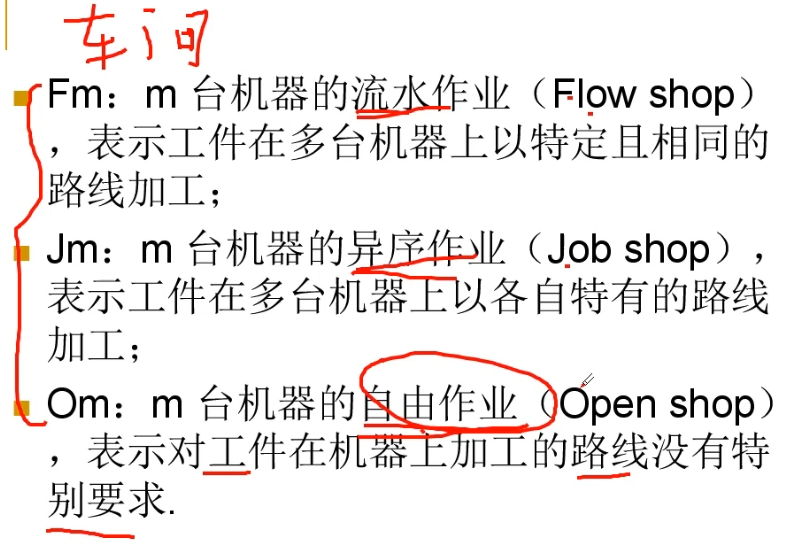 车间
Fm：m 台机器的流水作业（Flow shop）
，表示工件在多台机器上以特定且相同的
路线加工；
Jm：m 台机器的异序作业（Job shop），
表示工件在多台机器上以各自特有的路线
加工；
Om：m 台机器的自由作业（Open shop）
，表示对工件在机器上加工的路线没有特
别要求.